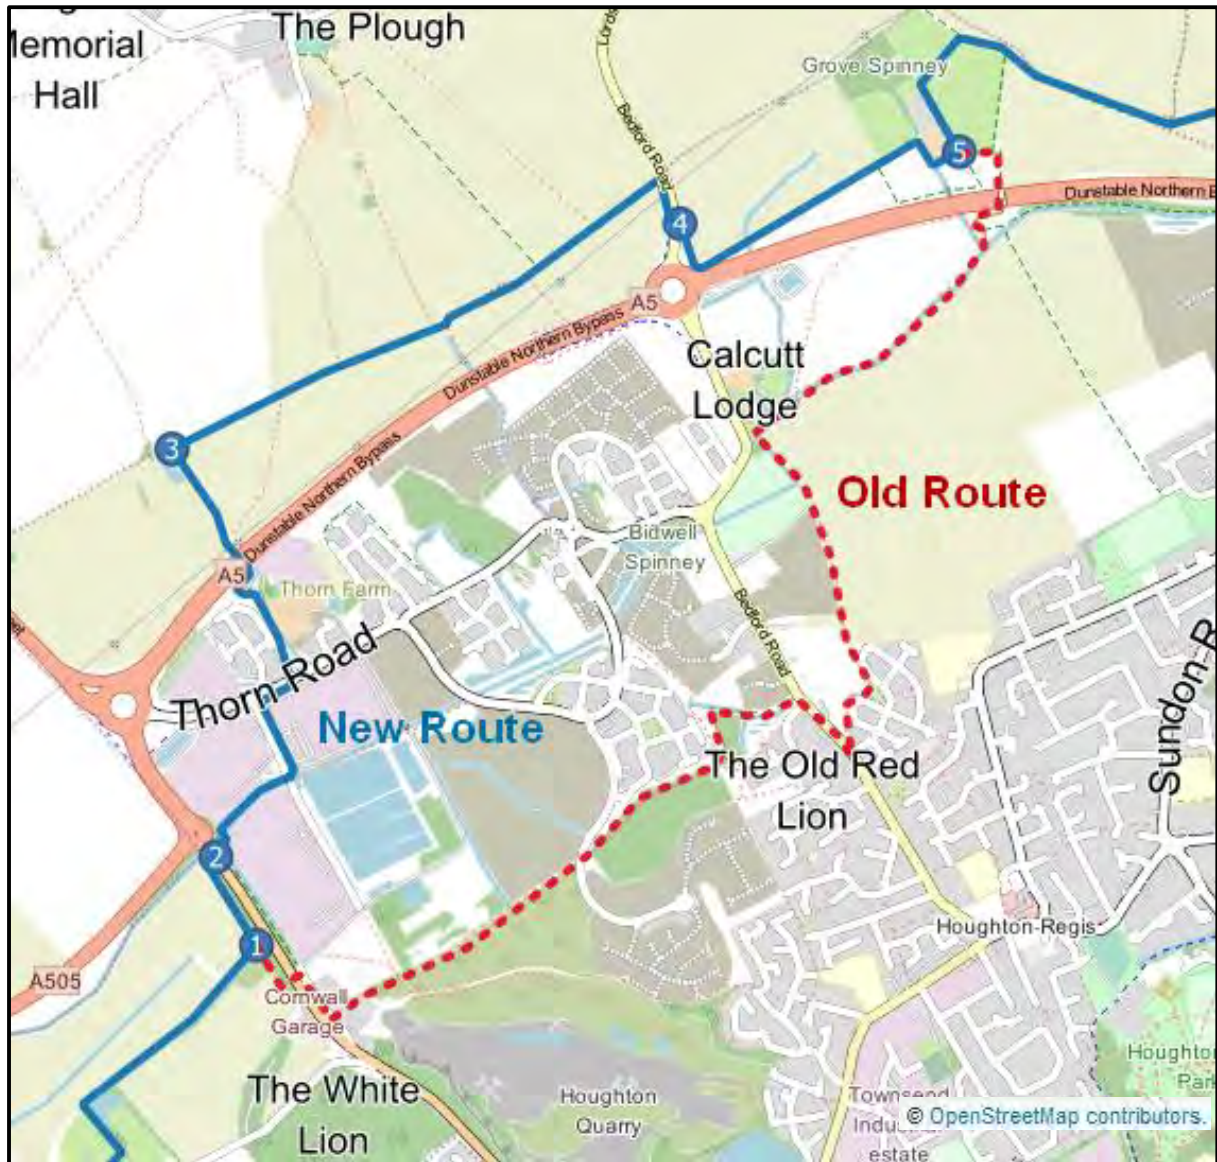 The Plough
Memorial
Hall
Lords
Bedford Road
Grove Spinney
5
Dunstable Northern B
4
A5
Dunstable Northern Bypass
Calcutt
Lodge
3
Dunstable Northern Bypass
Old Route
Bidwell
Spinney
A5
Thorn Farm
Bedford Road
Thorn Road
New Route
Sundon-R
The Old Red
Lion
2
Houghton-Regis
1
A505
Cornwall
Garage
The White
Lion
Houghton
Quarry
Houghton
Park
Townsend
Industrial
estate
© OpenStreetMap contributors.